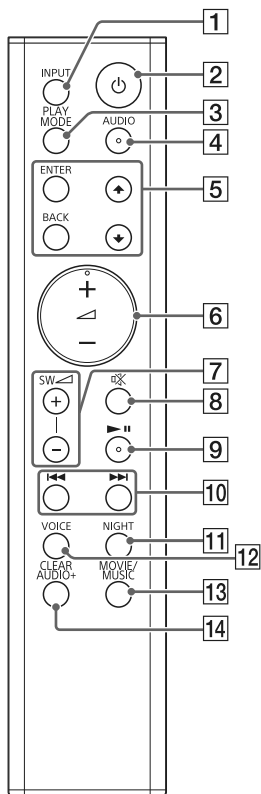 1
INPUT
2
PLAY
MODE
3
AUDIO
4
ENTER
5
BACK
+
6
−
7
SW
+
8
−
9
10
VOICE
NIGHT
11
12
CLEAR
AUDIO+
MOVIE/
MUSIC
13
14